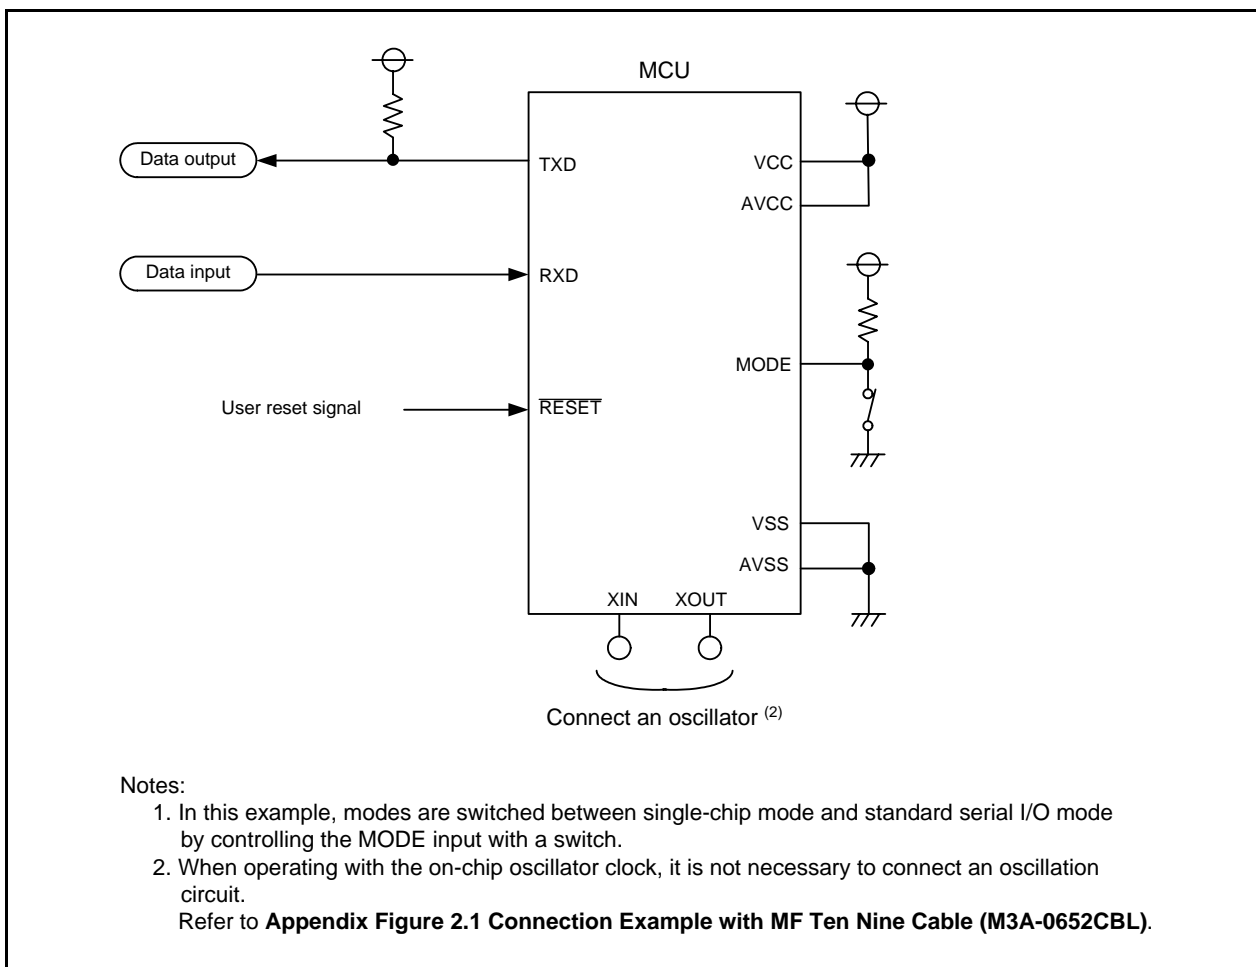 MCU
Data output
TXD
VCC
AVCC
Data input
RXD
MODE
User reset signal
RESET
VSS
AVSS
XIN
XOUT
Connect an oscillator (2)
Notes:
1. In this example, modes are switched between single-chip mode and standard serial I/O mode
by controlling the MODE input with a switch.
2. When operating with the on-chip oscillator clock, it is not necessary to connect an oscillation
circuit.
Refer to Appendix Figure 2.1 Connection Example with MF Ten Nine Cable (M3A-0652CBL).